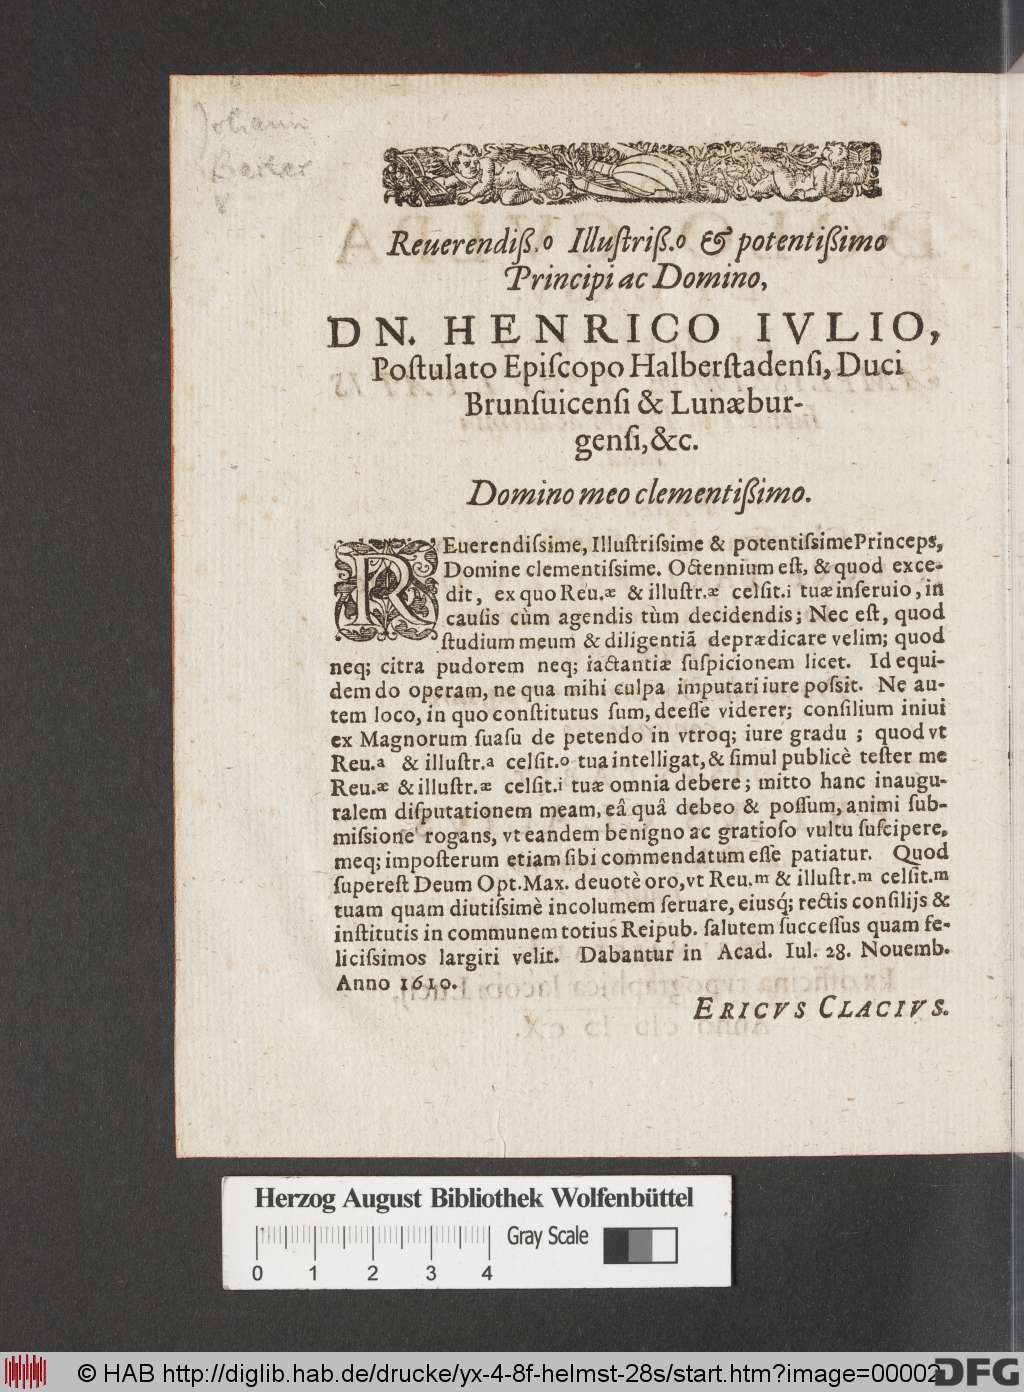 Johann
Reuerendiß.o Illuſtriß.o & potentißimo
Principi ac Domino,
DN. HENRICO IVLIO,
Poſtulato Epiſcopo Halberſtadenſi, Duci
Brunſuicenſi & Lunæbur-
genſi, &c.
Domino meo clementißimo.
REuerendiſsime, Illuſtriſsime & potentiſsime Princeps,
Domine clementiſsime. Octennium eſt, & quod exce-
dit, ex quo Reu.æ & illuſtr.æ celſit.i tuæ inſeruio, in
cauſis cùm agendis tùm decidendis; Nec eſt, quod
ſtudium meum & diligentiã deprædicare velim; quod
neq; citra pudorem neq; iactantiæ ſuſpicionem licet. Id equi-
dem do operam, ne qua mihi culpa imputari iure poſsit. Ne au-
tem loco, in quo conſtitutus ſum, deeſſe viderer; conſilium iniui
ex Magnorum ſuaſu de petendo in vtroq; iure gradu ; quod vt
Reu.a & illuſtr.a celſit.o tua intelligat, & ſimul publicè teſter me
Reu.æ & illuſtr.æ celſit.i tuæ omnia debere; mitto hanc inaugu-
ralem diſputationem meam, eâ quâ debeo & poſſum, animi ſub-
miſsione rogans, vt eandem benigno ac gratioſo vultu ſuſcipere,
meq; impoſterum etiam ſibi commendatum eſſe patiatur. Quod
ſupereſt Deum Opt. Max. deuotè oro, vt Reu.m & illuſtr.m celſit.m
tuam quam diutiſsimè incolumem ſeruare, eiusq́; rectis conſilijs &
inſtitutis in communem totius Reipub. ſalutem ſucceſſus quam fe-
liciſsimos largiri velit. Dabantur in Acad. Iul. 28. Nouemb.
Anno 1610.
ERICVS CLACIVS.
Herzog August Bibliothek Wolfenbüttel
Gray Scale
0 1 2 3 4
© HAB http://diglib.hab.de/drucke/yx-4-8f-helmst-28s/start.htm?image=00002
DFG